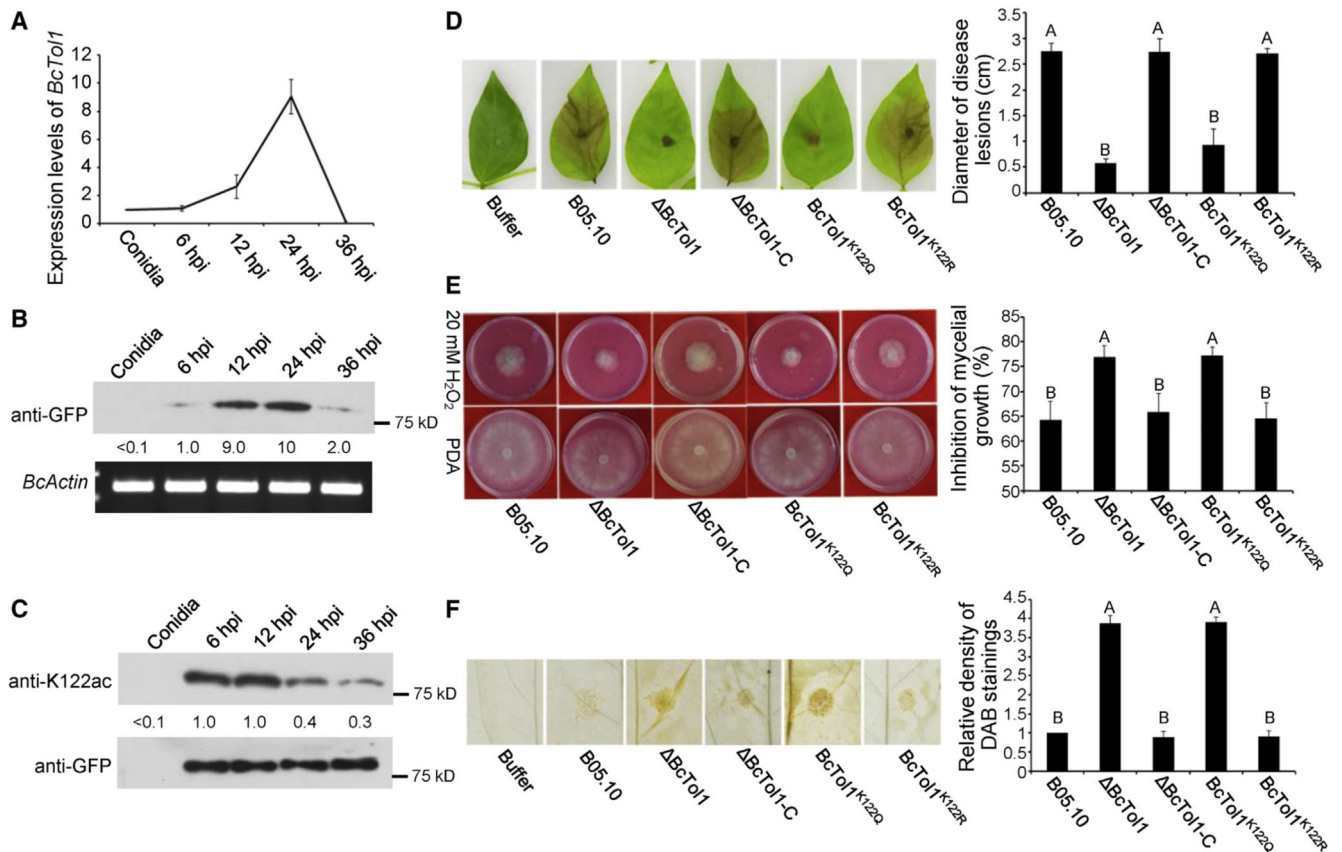 A
Expression levels of BcTol1
12
10
8
6
4
2
0
Conidia
6 hpi
12 hpi
24 hpi
36 hpi
B
Conidia
6 hpi
12 hpi
24 hpi
36 hpi
anti-GFP
75 kD
<0.1 1.0 9.0 10 2.0
BcActin
C
Conidia
6 hpi
12 hpi
24 hpi
36 hpi
anti-K122ac
75 kD
<0.1 1.0 1.0 0.4 0.3
anti-GFP
75 kD
D
Buffer
B05.10
ΔBcTol1
ΔBcTol1-C
BcTol1K122Q
BcTol1K122R
Diameter of disease
lesions (cm)
3.5
3
2.5
2
1.5
1
0.5
0
A
B
A
B
A
B05.10
ΔBcTol1
ΔBcTol1-C
BcTol1K122Q
BcTol1K122R
E
20 mM H2O2
PDA
B05.10
ΔBcTol1
ΔBcTol1-C
BcTol1K122Q
BcTol1K122R
Inhibition of mycelial
growth (%)
85
80
75
70
65
60
55
50
B
A
B
A
B
B05.10
ΔBcTol1
ΔBcTol1-C
BcTol1K122Q
BcTol1K122R
F
Buffer
B05.10
ΔBcTol1
ΔBcTol1-C
BcTol1K122Q
BcTol1K122R
Relative density of
DAB stainings
4.5
4
3.5
3
2.5
2
1.5
1
0.5
0
B
A
B
A
B
B05.10
ΔBcTol1
ΔBcTol1-C
BcTol1K122Q
BcTol1K122R